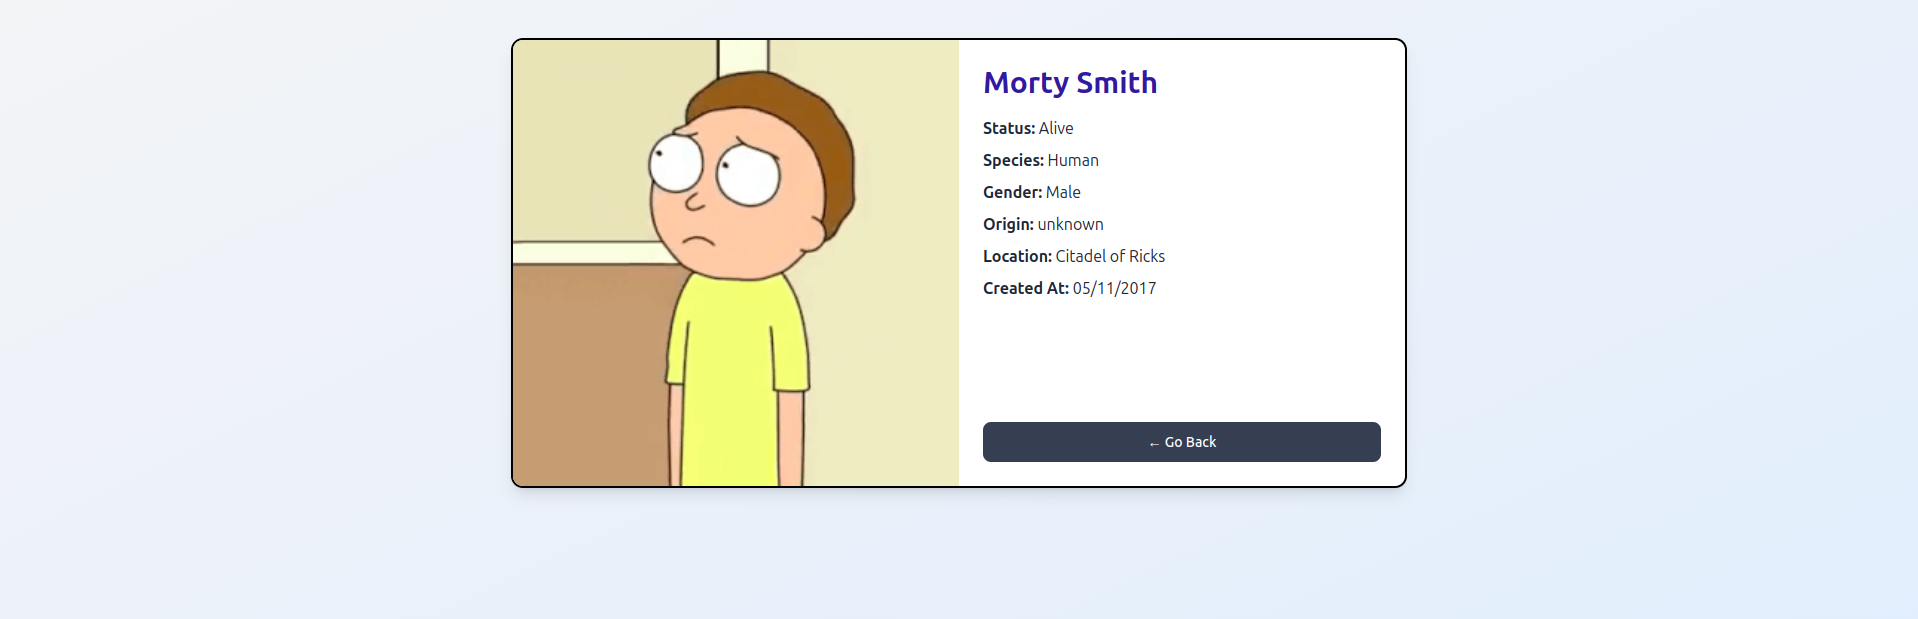 Morty Smith
Status: Alive
Species: Human
Gender: Male
Origin: unknown
Location: Citadel of Ricks
Created At: 05/11/2017
← Go Back